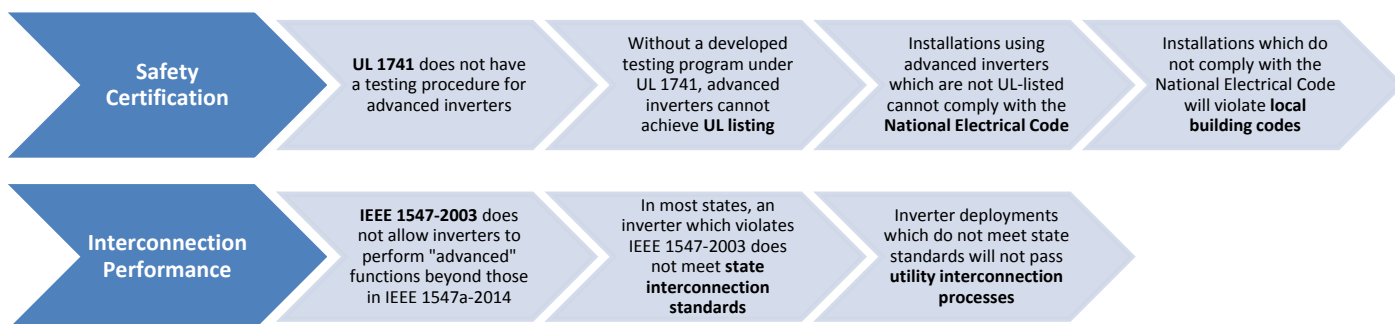 Safety
Certification
UL 1741 does not have
a testing procedure for
advanced inverters
Without a developed
testing program under
UL 1741, advanced
inverters cannot
achieve UL listing
Installations using
advanced inverters
which are not UL-listed
cannot comply with the
National Electrical Code
Installations which do
not comply with the
National Electrical Code
will violate local
building codes
Interconnection
Performance
IEEE 1547-2003 does
not allow inverters to
perform "advanced"
functions beyond those
in IEEE 1547a-2014
In most states, an
inverter which violates
IEEE 1547-2003 does
not meet state
interconnection
standards
Inverter deployments
which do not meet state
standards will not pass
utility interconnection
processes